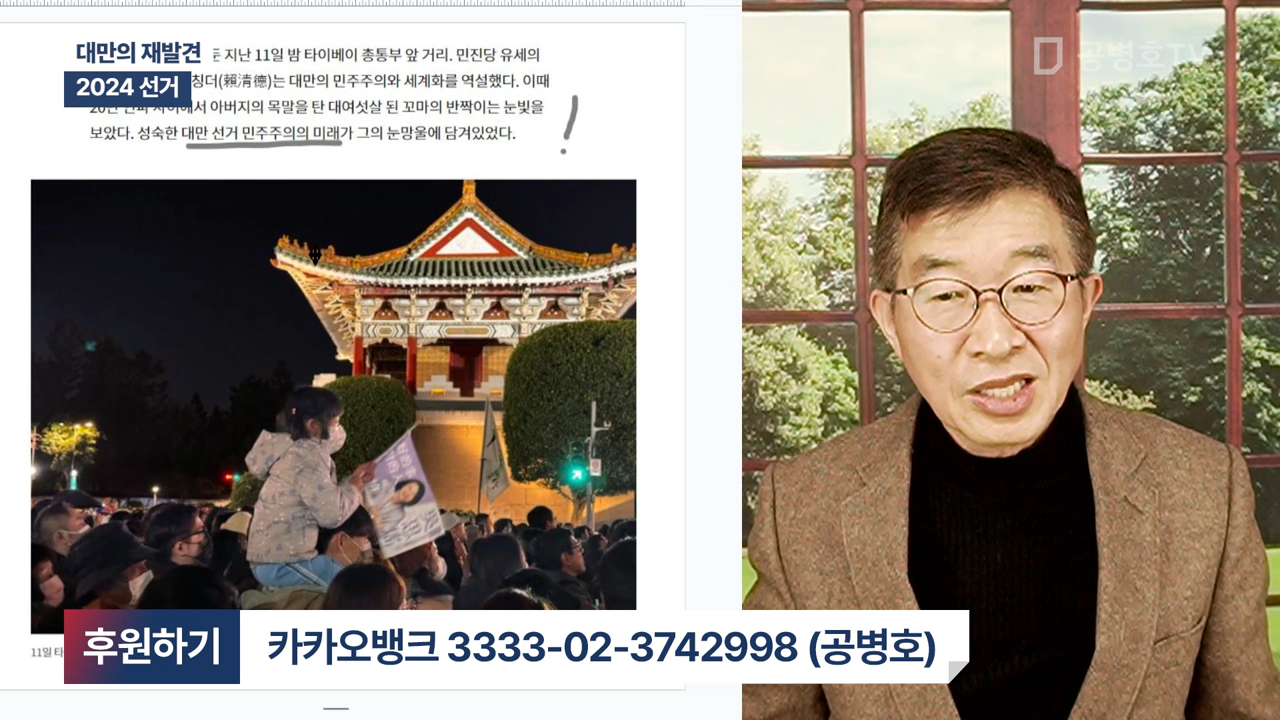 대만의 재발견
2024 선거
지난 11일 밤 타이베이 총통부 앞 거리. 민진당 유세의
칭더(賴淸德)는 대만의 민주주의와 세계화를 역설했다. 이때
아버지의 목말을 탄 대여섯살 된 꼬마의 반짝이는 눈빛을
보았다. 성숙한 대만 선거 민주주의의 미래가 그의 눈망울에 담겨있었다.
!
공병호TV
11일 타
후원하기
카카오뱅크 3333-02-3742998 (공병호)